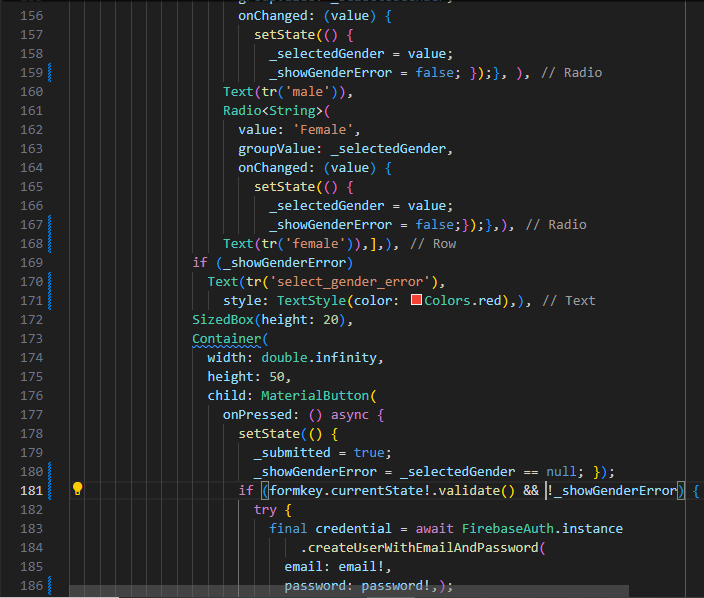 156 onChanged: (value) {
157 setState(() {
158 _selectedGender = value;
159 _showGenderError = false; });}, ), // Radio
160 Text(tr('male')),
161 Radio<String>(
162 value: 'Female',
163 groupValue: _selectedGender,
164 onChanged: (value) {
165 setState(() {
166 _selectedGender = value;
167 _showGenderError = false;});},), // Radio
168 Text(tr('female')),],), // Row
169 if (_showGenderError)
170 Text(tr('select_gender_error'),
171 style: TextStyle(color: Colors.red),), // Text
172 SizedBox(height: 20),
173 Container(
174 width: double.infinity,
175 height: 50,
176 child: MaterialButton(
177 onPressed: () async {
178 setState(() {
179 _submitted = true;
180 _showGenderError = _selectedGender == null; });
181 if (formkey.currentState!.validate() && !_showGenderError) {
182 try {
183 final credential = await FirebaseAuth.instance
184 .createUserWithEmailAndPassword(
185 email: email!,
186 password: password!,);